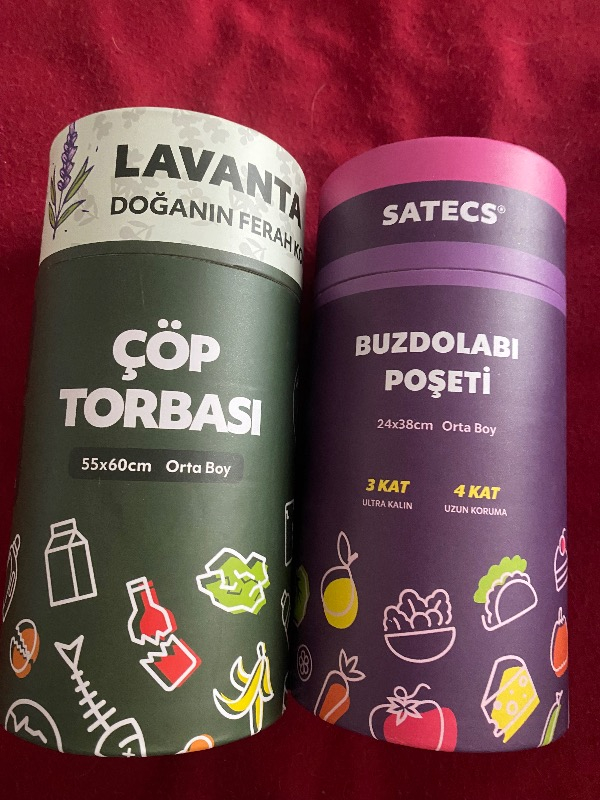 LAVANTA
DOĞANIN FERAH
ÇÖP
TORBASI
55x60cm Orta Boy
SATECS®
BUZDOLABI
POŞETİ
24x38cm Orta Boy
3 KAT
ULTRA KALIN
4 KAT
UZUN KORUMA